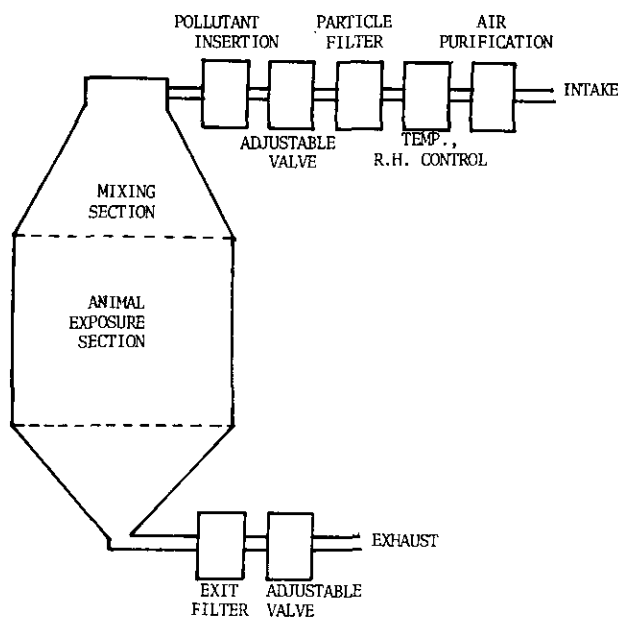 POLLUTANT
INSERTION
PARTICLE
FILTER
AIR
PURIFICATION
INTAKE
ADJUSTABLE
VALVE
TEMP.,
R.H. CONTROL
MIXING
SECTION
ANIMAL
EXPOSURE
SECTION
EXHAUST
EXIT
FILTER
ADJUSTABLE
VALVE